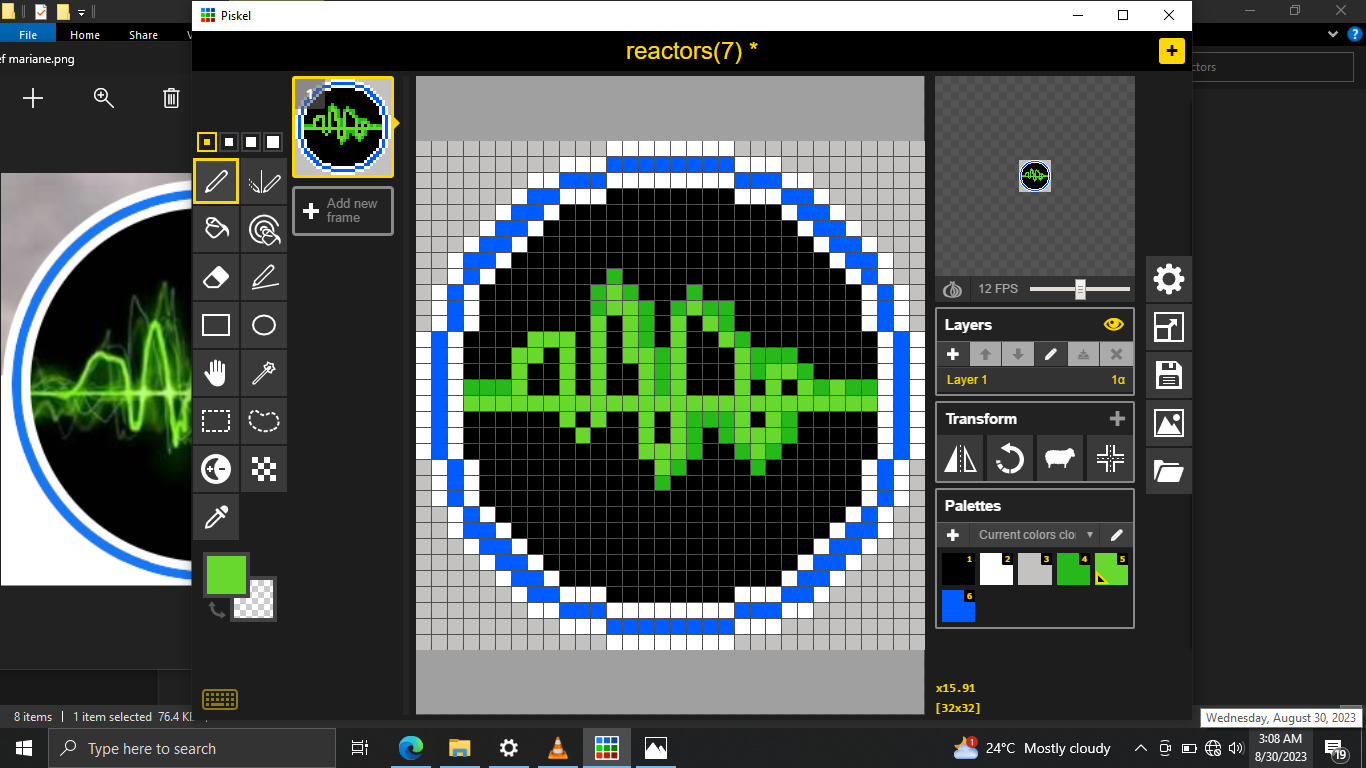 Piskel
File
Home
Share
ef mariane.png
reactors(7) *
ctors
1
Add new
frame
12 FPS
Layers
Layer 1
1α
Transform
Palettes
Current colors clo
1
2
3
4
5
6
x15.91
[32x32]
8 items
1 item selected
76.4 K
Wednesday, August 30, 2023
Type here to search
1
24°C
Mostly cloudy
3:08 AM
8/30/2023
19